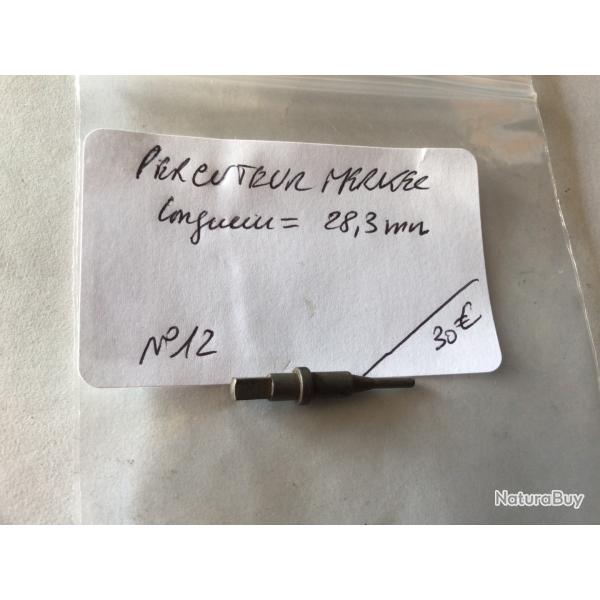 PERCUTEUR MERKEL
longueur = 28,3 mm
N° 12
30 €
NaturaBuy